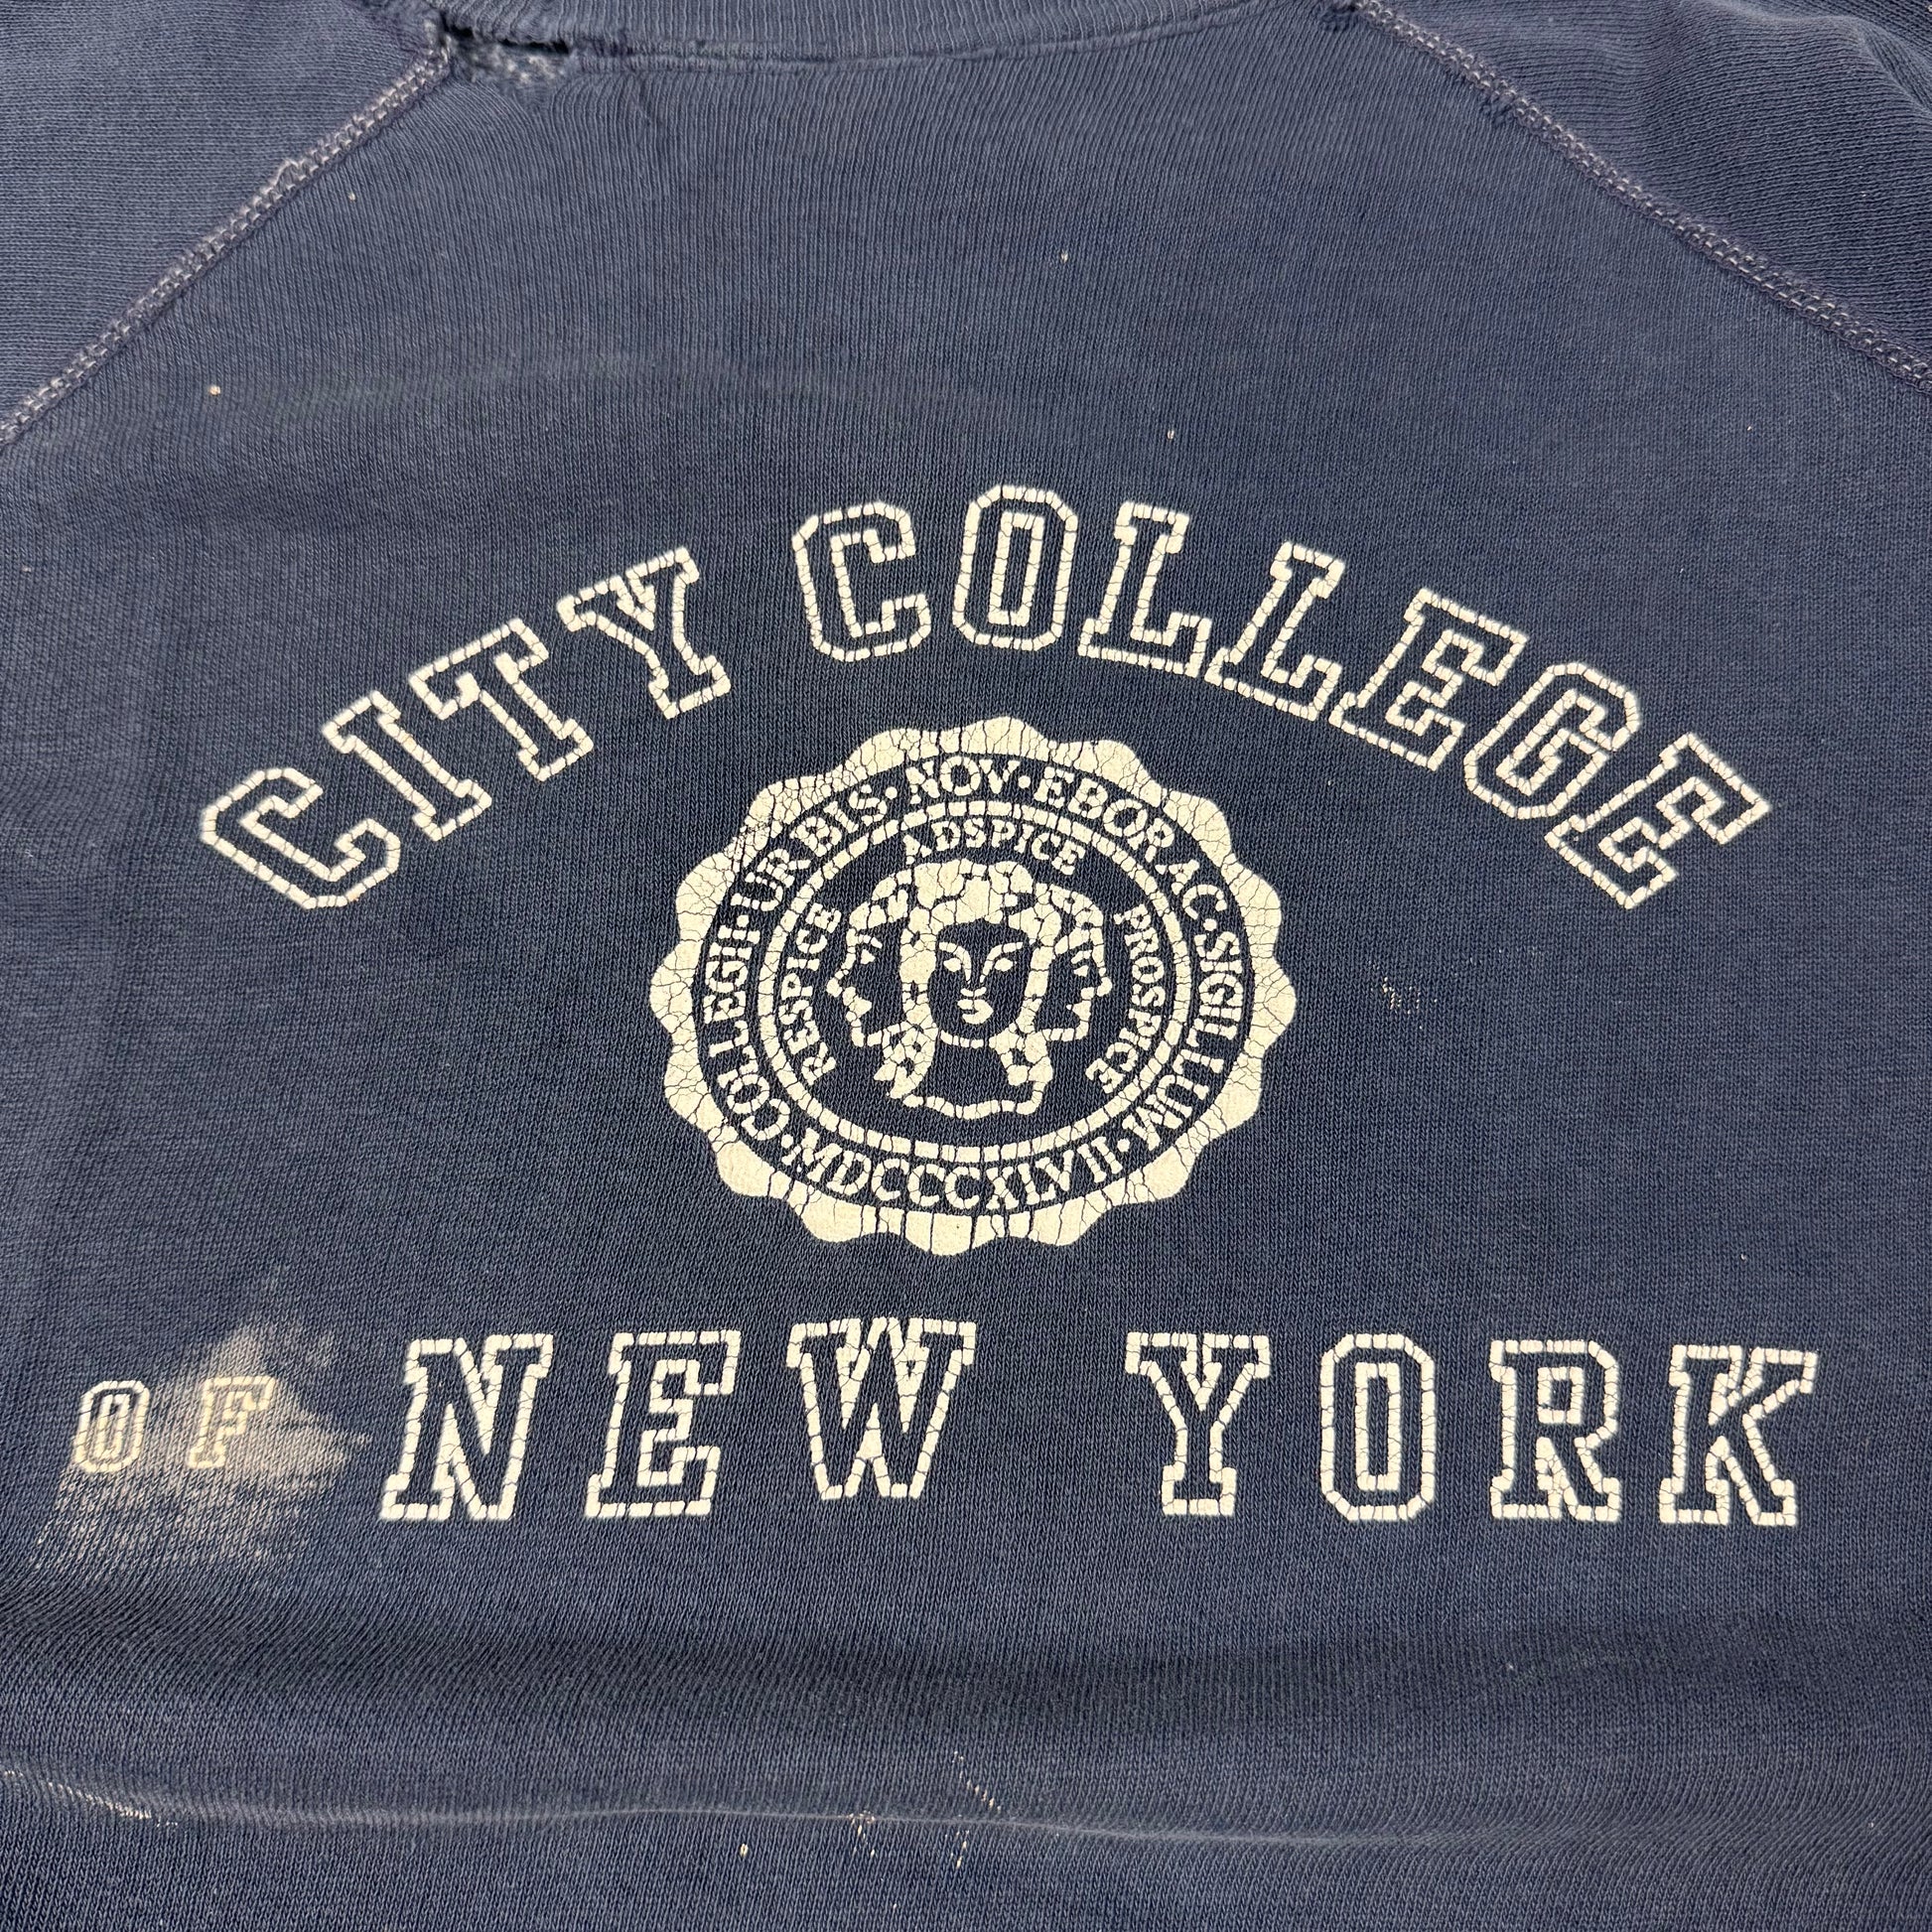 CITY COLLEGE
COLLEGII·URBIS·NOV·EBORAC·SIGILLUM·MDCCCXLVII·
RESPICE ADSPICE PROSPICE
OF NEW YORK